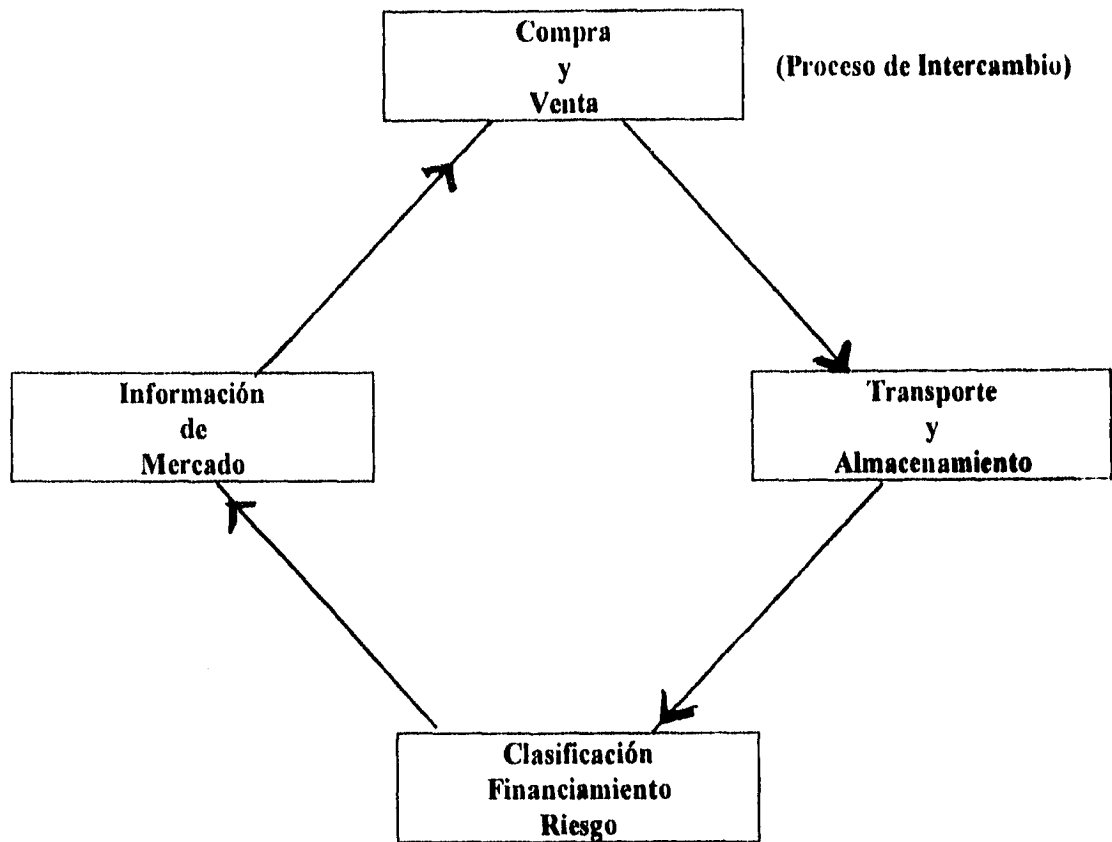 Compra
y
Venta
(Proceso de Intercambio)
Información
de
Mercado
Transporte
y
Almacenamiento
Clasificación
Financiamiento
Riesgo